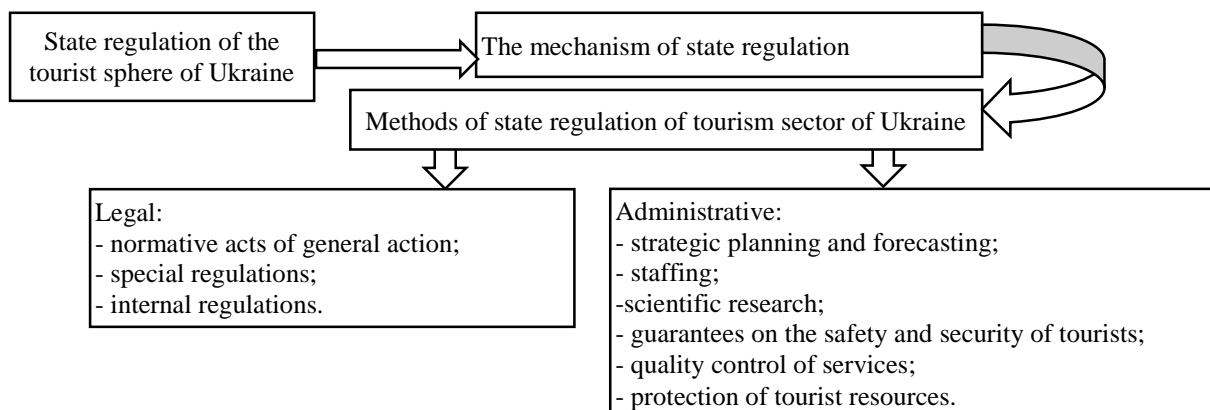 State regulation of the
tourist sphere of Ukraine
The mechanism of state regulation
Methods of state regulation of tourism sector of Ukraine
Legal:
- normative acts of general action;
- special regulations;
- internal regulations.
Administrative:
- strategic planning and forecasting;
- staffing;
-scientific research;
- guarantees on the safety and security of tourists;
- quality control of services;
- protection of tourist resources.